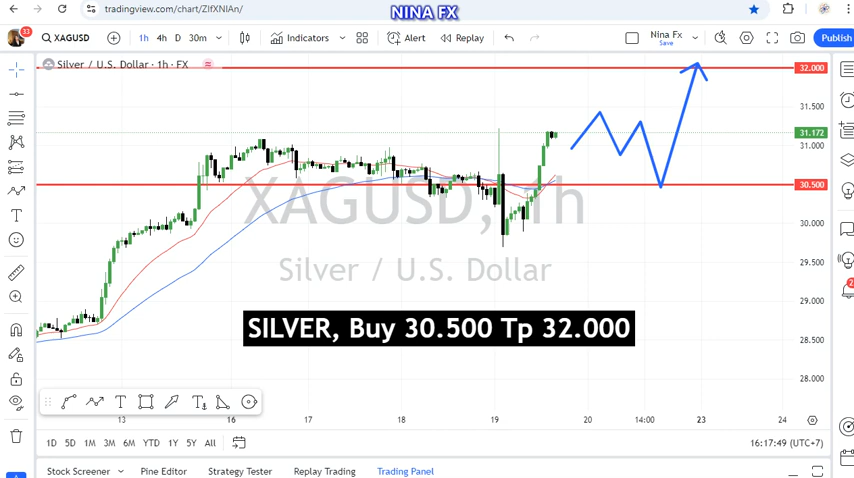 NINA FX
tradingview.com/chart/ZIfXNIAn/
33
XAGUSD
1h 4h D 30m
Indicators
Alert
Replay
Nina Fx
Save
Publish
Silver / U.S. Dollar · 1h · FX
32.000
31.500
31.172
31.000
30.500
30.000
29.500
29.000
28.500
28.000
XAGUSD, 1h
Silver / U.S. Dollar
SILVER, Buy 30.500 Tp 32.000
13 16 17 18 19 20 14:00 23 24
1D 5D 1M 3M 6M YTD 1Y 5Y All
16:17:49 (UTC+7)
Stock Screener Pine Editor Strategy Tester Replay Trading Trading Panel